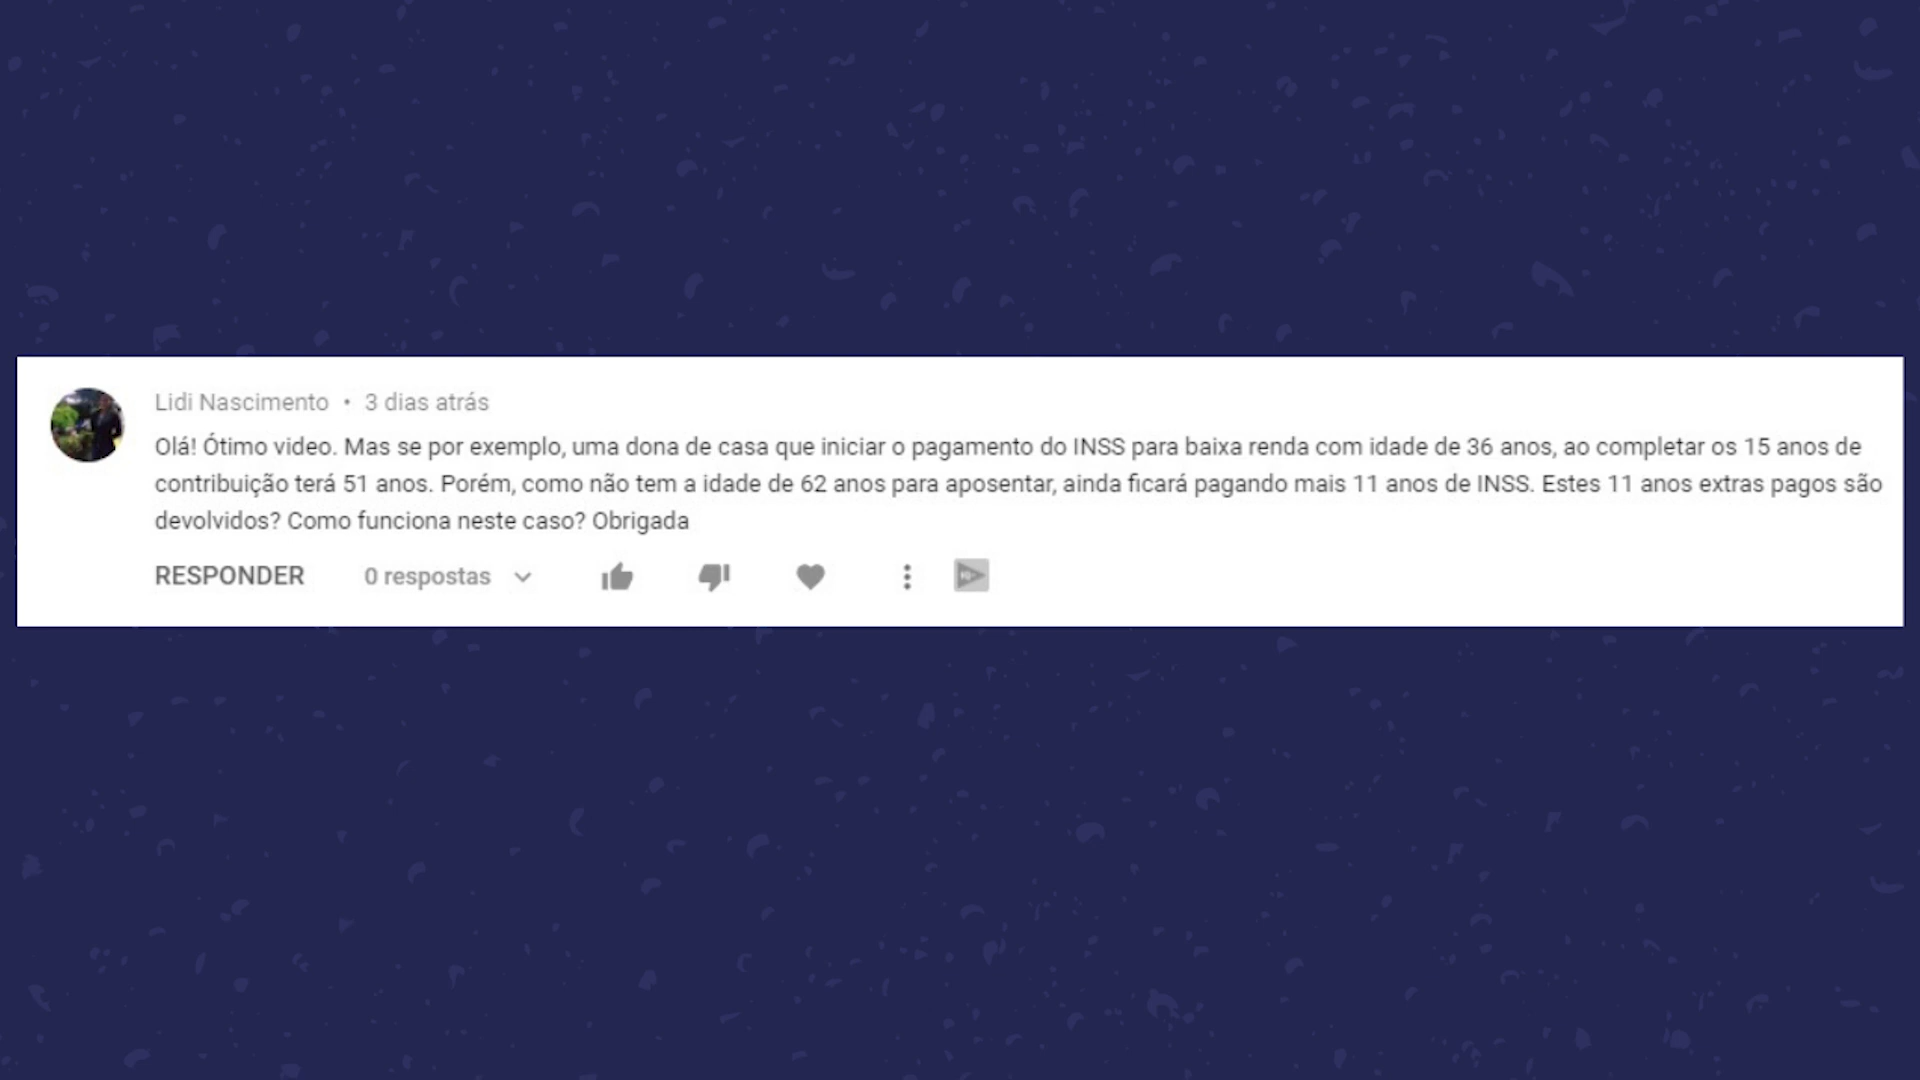 Lidi Nascimento • 3 dias atrás
Olá! Ótimo video. Mas se por exemplo, uma dona de casa que iniciar o pagamento do INSS para baixa renda com idade de 36 anos, ao completar os 15 anos de
contribuição terá 51 anos. Porém, como não tem a idade de 62 anos para aposentar, ainda ficará pagando mais 11 anos de INSS. Estes 11 anos extras pagos são
devolvidos? Como funciona neste caso? Obrigada
RESPONDER 0 respostas